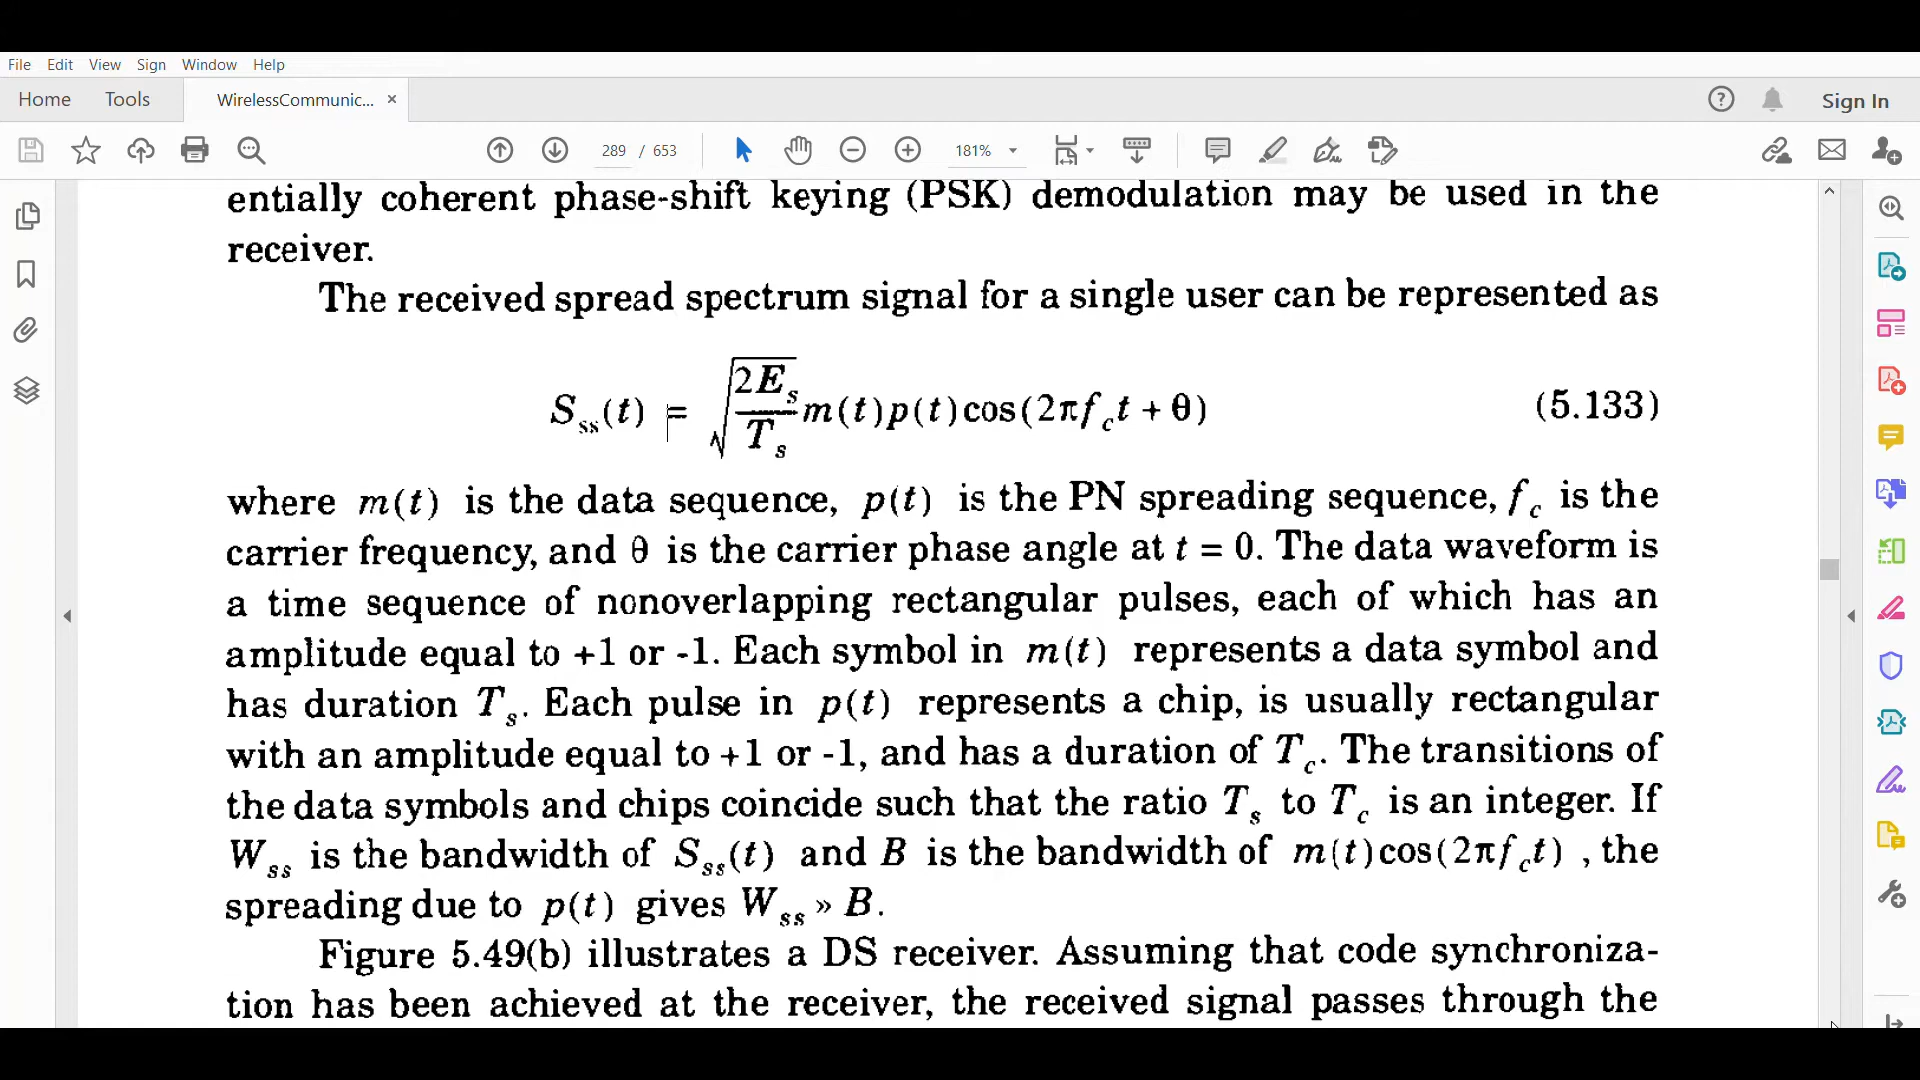 File Edit View Sign Window Help
Home Tools WirelessCommunic... × Sign In
289 / 653 181%
entially coherent phase-shift keying (PSK) demodulation may be used in the
receiver.
The received spread spectrum signal for a single user can be represented as
S_ss(t) = √(2E_s/T_s) m(t)p(t)cos(2πf_c t + θ) (5.133)
where m(t) is the data sequence, p(t) is the PN spreading sequence, f_c is the
carrier frequency, and θ is the carrier phase angle at t = 0. The data waveform is
a time sequence of nonoverlapping rectangular pulses, each of which has an
amplitude equal to +1 or -1. Each symbol in m(t) represents a data symbol and
has duration T_s. Each pulse in p(t) represents a chip, is usually rectangular
with an amplitude equal to +1 or -1, and has a duration of T_c. The transitions of
the data symbols and chips coincide such that the ratio T_s to T_c is an integer. If
W_ss is the bandwidth of S_ss(t) and B is the bandwidth of m(t)cos(2πf_c t) , the
spreading due to p(t) gives W_ss » B.
Figure 5.49(b) illustrates a DS receiver. Assuming that code synchroniza-
tion has been achieved at the receiver, the received signal passes through the